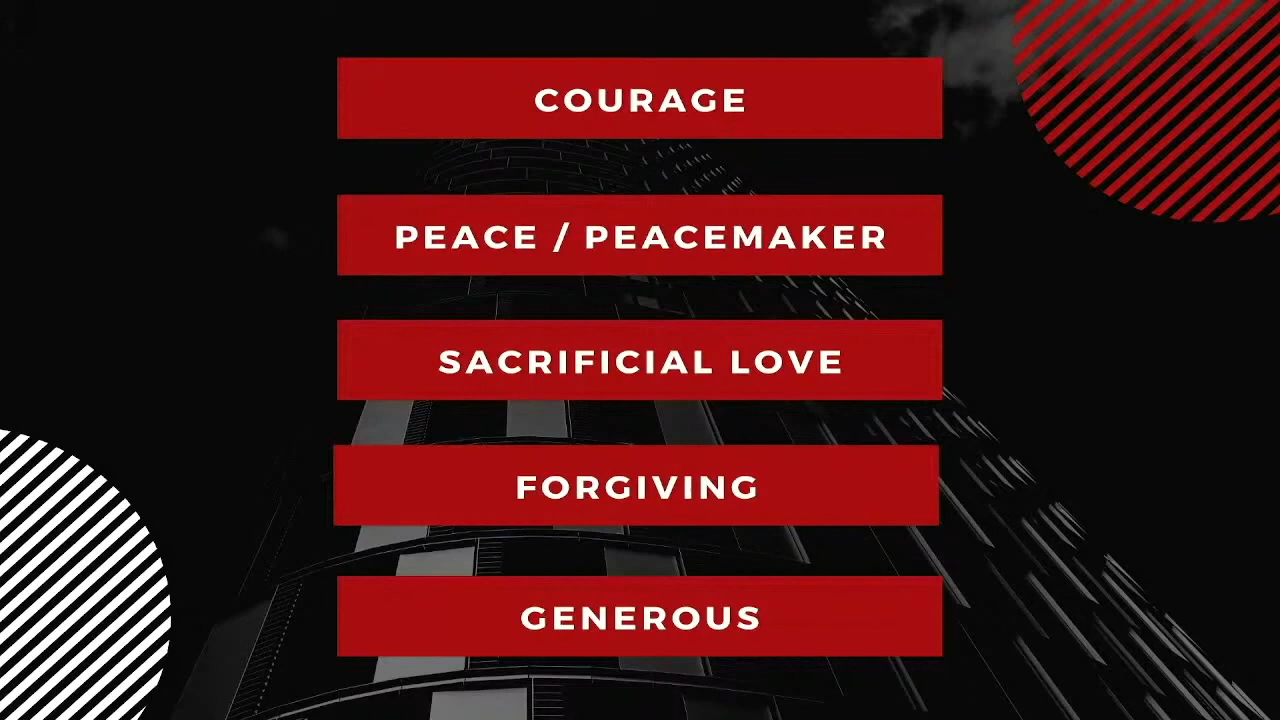 COURAGE
PEACE / PEACEMAKER
SACRIFICIAL LOVE
FORGIVING
GENEROUS